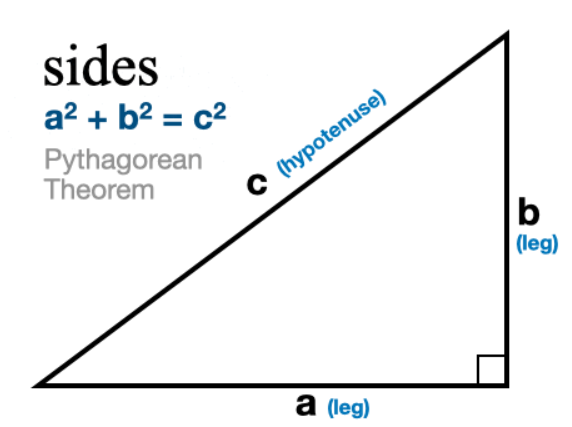 sides
a² + b² = c²
Pythagorean
Theorem
c (hypotenuse)
b
(leg)
a (leg)